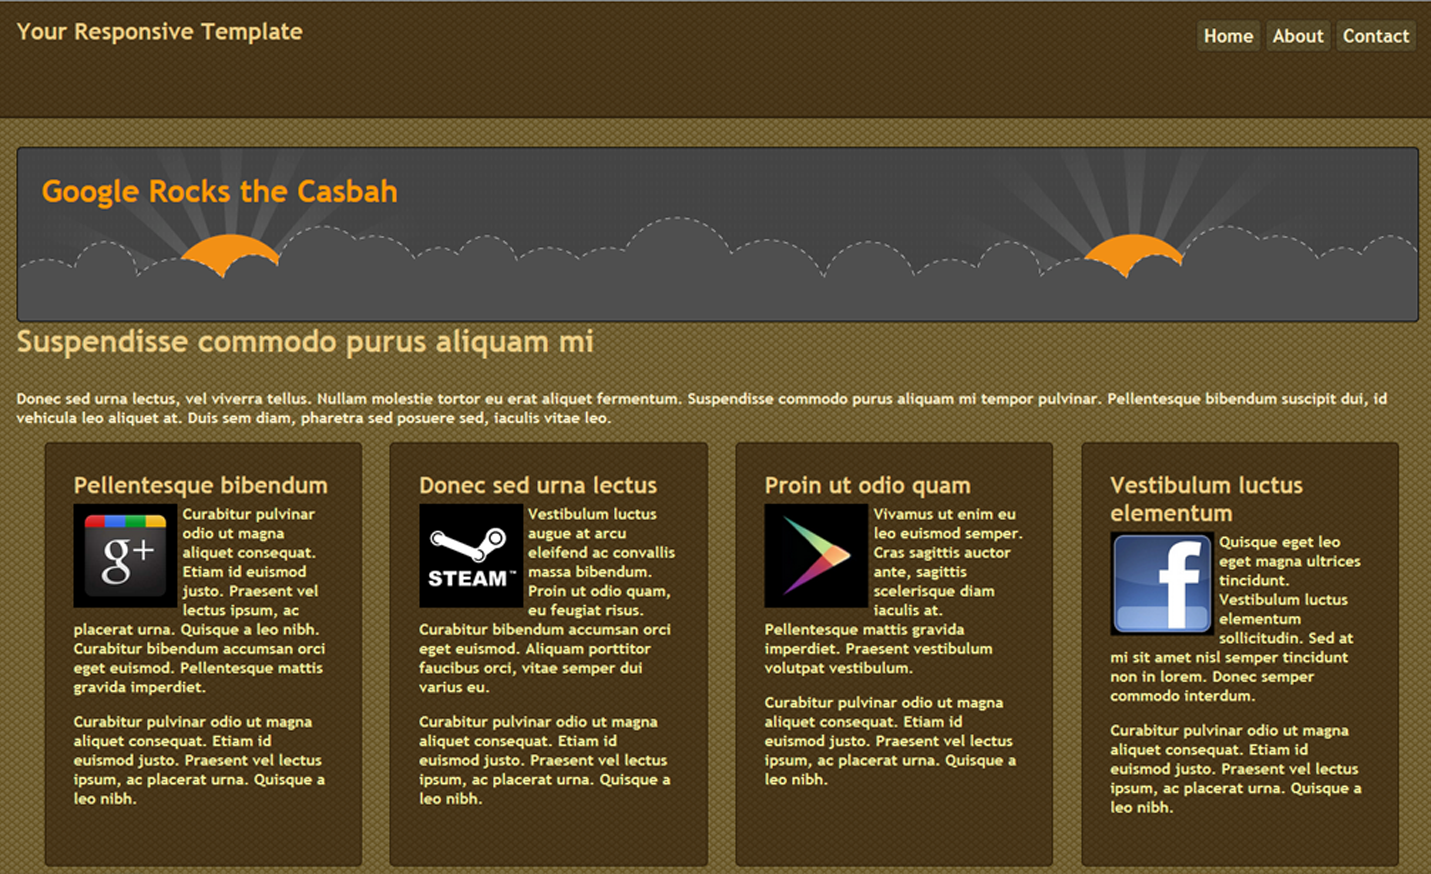 Your Responsive Template
Home
About
Contact
Google Rocks the Casbah
Suspendisse commodo purus aliquam mi
Donec sed urna lectus, vel viverra tellus. Nullam molestie tortor eu erat aliquet fermentum. Suspendisse commodo purus aliquam mi tempor pulvinar. Pellentesque bibendum suscipit dui, id
vehicula leo aliquet at. Duis sem diam, pharetra sed posuere sed, iaculis vitae leo.
Pellentesque bibendum
g+
Curabitur pulvinar
odio ut magna
aliquet consequat.
Etiam id euismod
justo. Praesent vel
lectus ipsum, ac
placerat urna. Quisque a leo nibh.
Curabitur bibendum accumsan orci
eget euismod. Pellentesque mattis
gravida imperdiet.
Curabitur pulvinar odio ut magna
aliquet consequat. Etiam id
euismod justo. Praesent vel lectus
ipsum, ac placerat urna. Quisque a
leo nibh.
Donec sed urna lectus
STEAM™
Vestibulum luctus
augue at arcu
eleifend ac convallis
massa bibendum.
Proin ut odio quam,
eu feugiat risus.
Curabitur bibendum accumsan orci
eget euismod. Aliquam porttitor
faucibus orci, vitae semper dui
varius eu.
Curabitur pulvinar odio ut magna
aliquet consequat. Etiam id
euismod justo. Praesent vel lectus
ipsum, ac placerat urna. Quisque a
leo nibh.
Proin ut odio quam
Vivamus ut enim eu
leo euismod semper.
Cras sagittis auctor
ante, sagittis
scelerisque diam
iaculis at.
Pellentesque mattis gravida
imperdiet. Praesent vestibulum
volutpat vestibulum.
Curabitur pulvinar odio ut magna
aliquet consequat. Etiam id
euismod justo. Praesent vel lectus
ipsum, ac placerat urna. Quisque a
leo nibh.
Vestibulum luctus
elementum
f
Quisque eget leo
eget magna ultrices
tincidunt.
Vestibulum luctus
elementum
sollicitudin. Sed at
mi sit amet nisl semper tincidunt
non in lorem. Donec semper
commodo interdum.
Curabitur pulvinar odio ut magna
aliquet consequat. Etiam id
euismod justo. Praesent vel lectus
ipsum, ac placerat urna. Quisque a
leo nibh.